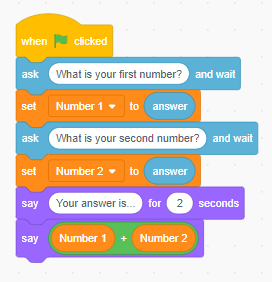 when clicked
ask What is your first number? and wait
set Number 1 to answer
ask What is your second number? and wait
set Number 2 to answer
say Your answer is... for 2 seconds
say Number 1 + Number 2